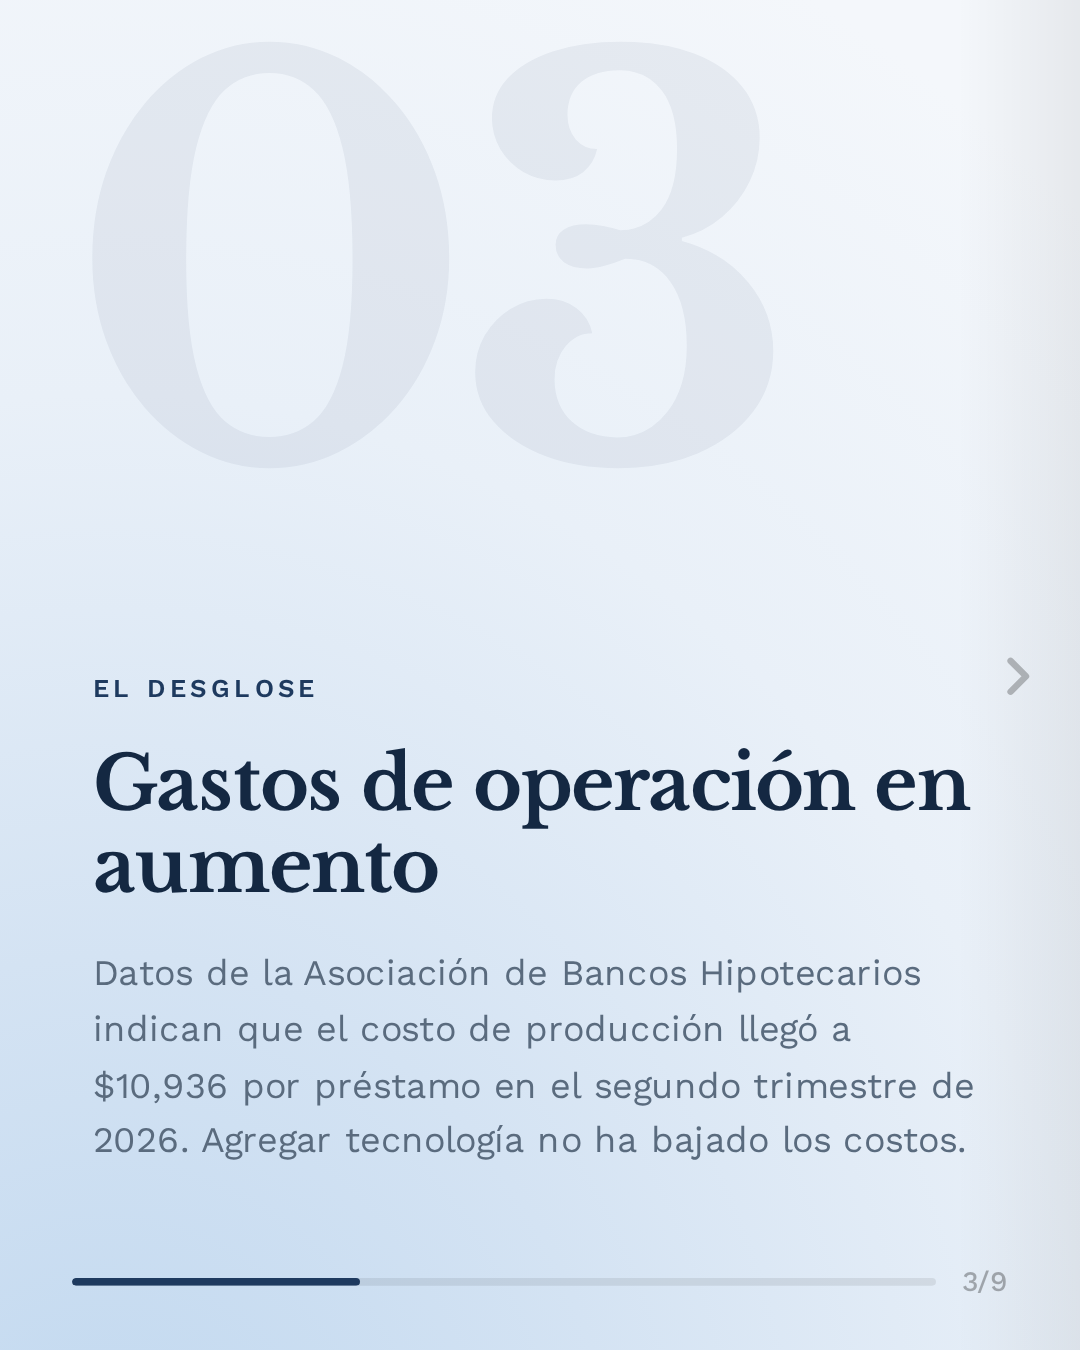 03
EL DESGLOSE
Gastos de operación en
aumento
Datos de la Asociación de Bancos Hipotecarios
indican que el costo de producción llegó a
$10,936 por préstamo en el segundo trimestre de
2026. Agregar tecnología no ha bajado los costos.
3/9